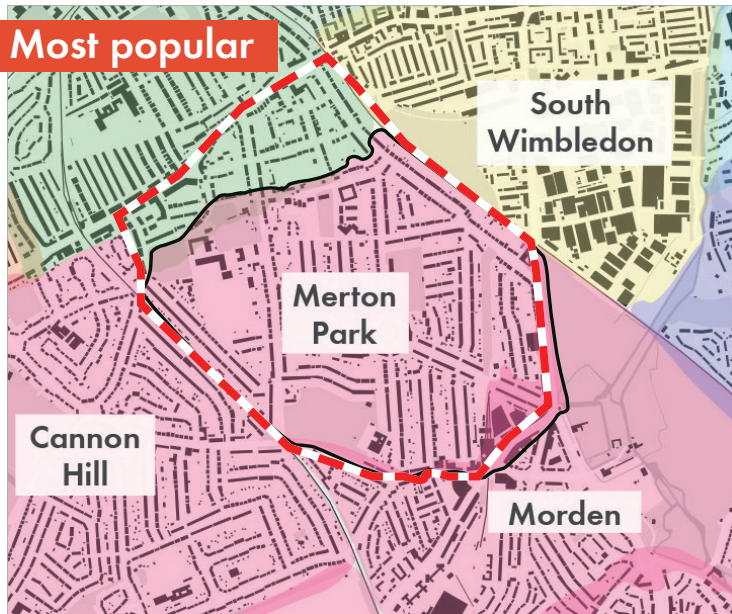 Most popular
South
Wimbledon
Merton
Park
Cannon
Hill
Morden